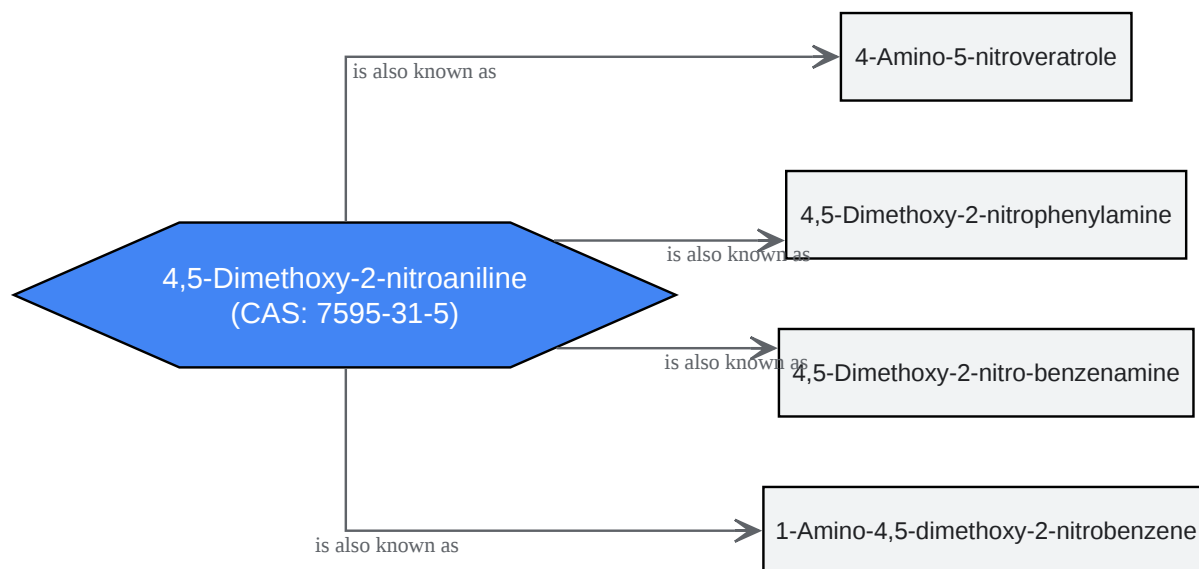 4-Amino-5-nitroveratrole
is also known as
4,5-Dimethoxy-2-nitrophenylamine
is also known as
4,5-Dimethoxy-2-nitroaniline
(CAS: 7595-31-5)
is also known as
4,5-Dimethoxy-2-nitro-benzenamine
1-Amino-4,5-dimethoxy-2-nitrobenzene
is also known as